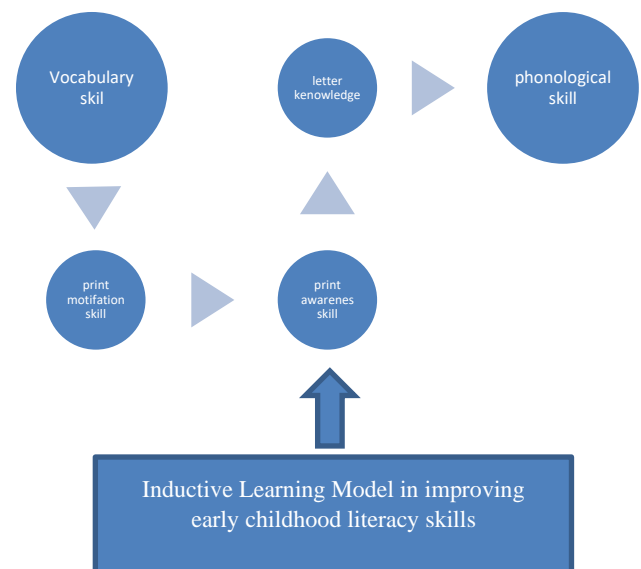 Vocabulary
skil
print
motifation
skill
print
awarenes
skill
letter
kenowledge
phonological
skill
Inductive Learning Model in improving
early childhood literacy skills